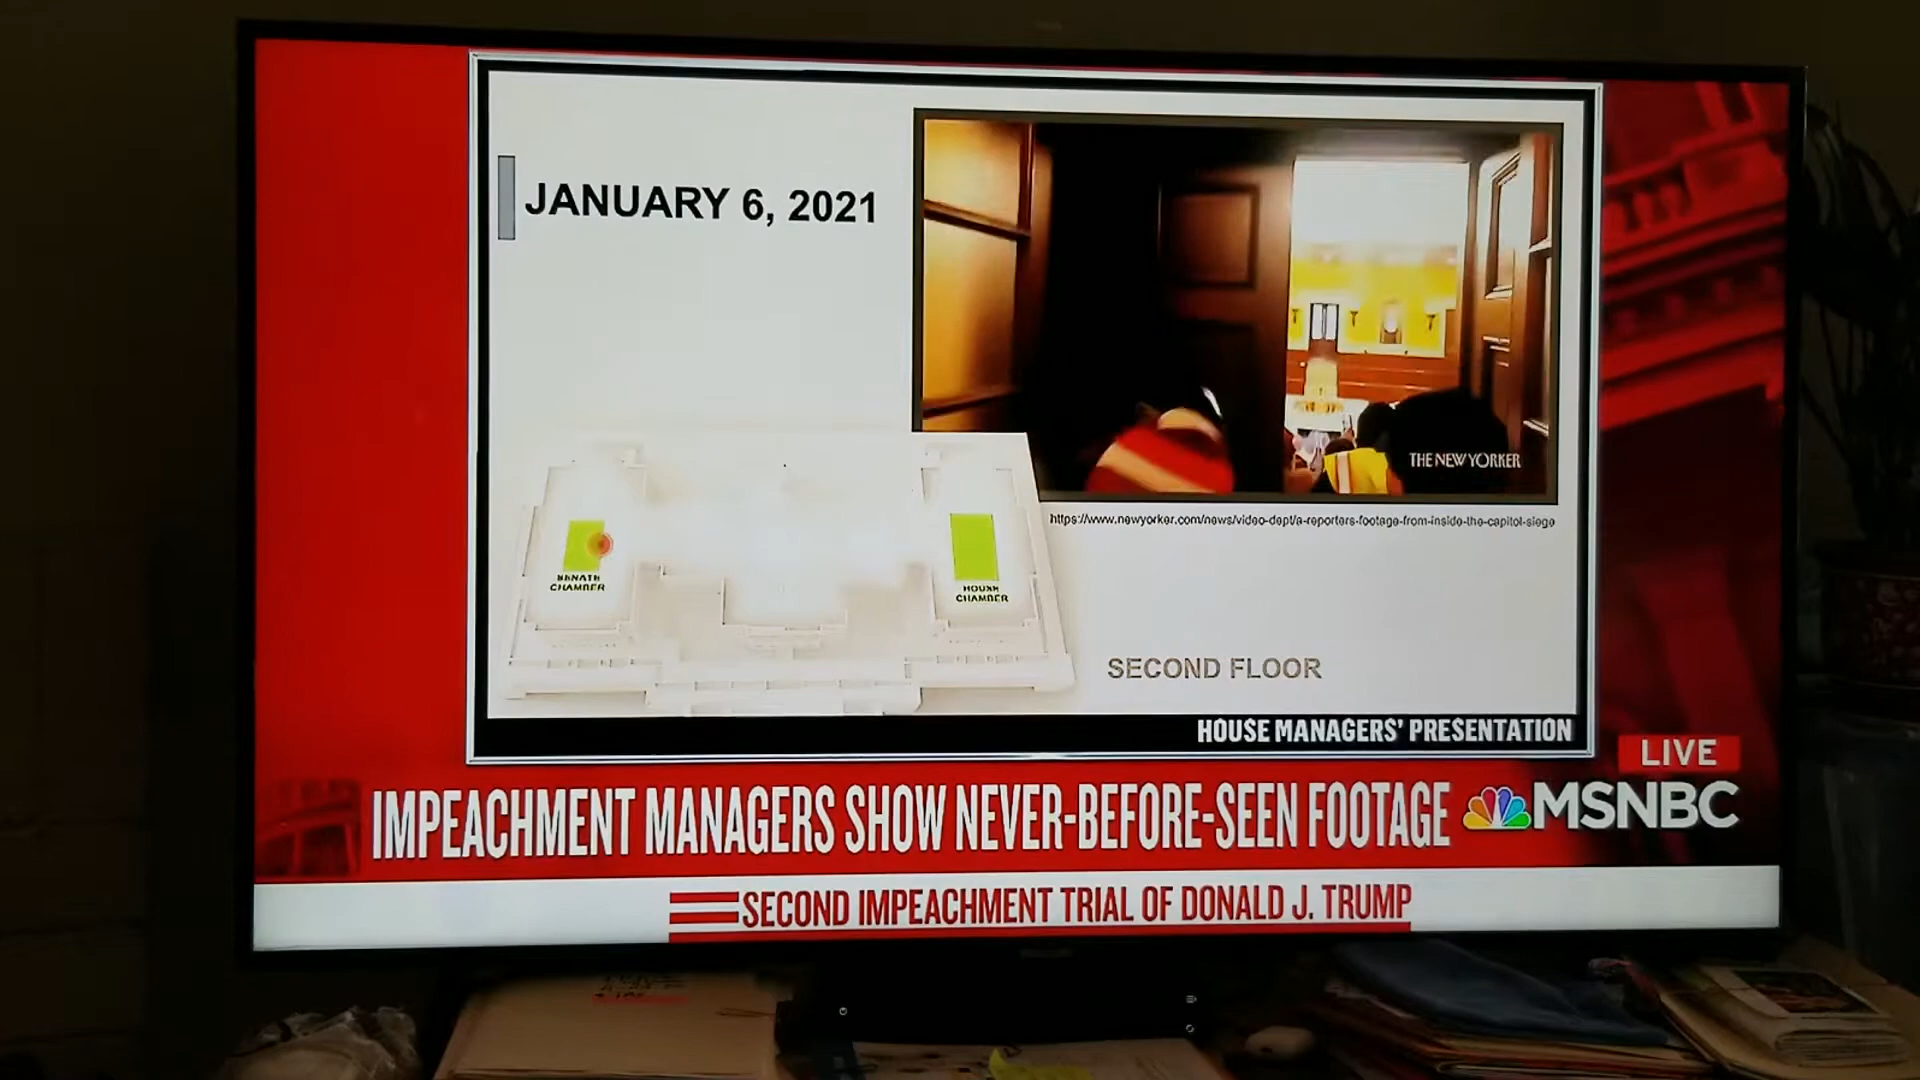 JANUARY 6, 2021
THE NEW YORKER
https://www.newyorker.com/news/video-dept/a-reporters-footage-from-inside-the-capitol-siege
SENATE
CHAMBER
HOUSE
CHAMBER
SECOND FLOOR
HOUSE MANAGERS' PRESENTATION
LIVE
IMPEACHMENT MANAGERS SHOW NEVER-BEFORE-SEEN FOOTAGE
MSNBC
SECOND IMPEACHMENT TRIAL OF DONALD J. TRUMP